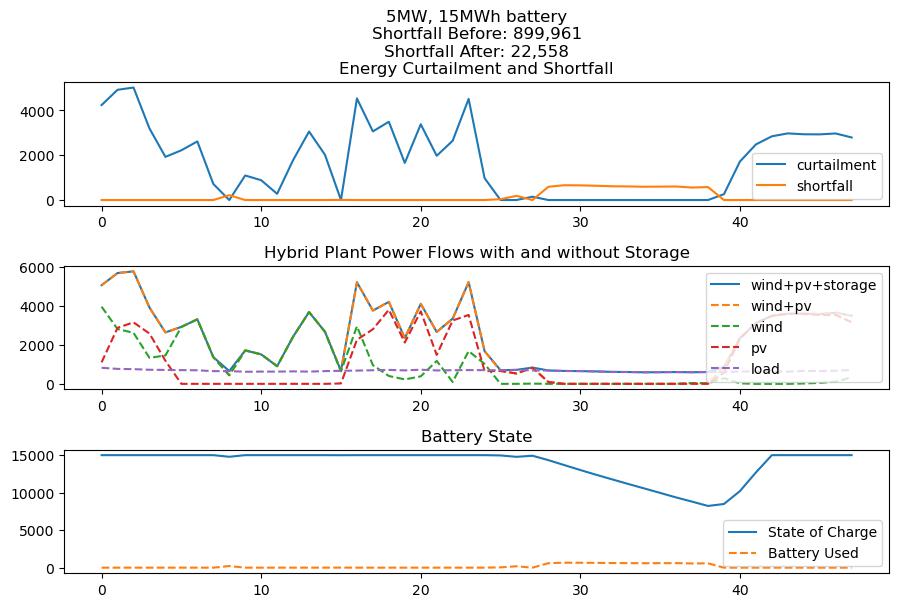 5MW, 15MWh battery
Shortfall Before: 899,961
Shortfall After: 22,558
Energy Curtailment and Shortfall
4000
2000
0
curtailment
shortfall
0 10 20 30 40
Hybrid Plant Power Flows with and without Storage
6000
4000
2000
0
wind+pv+storage
wind+pv
wind
pv
load
0 10 20 30 40
Battery State
15000
10000
5000
0
State of Charge
Battery Used
0 10 20 30 40